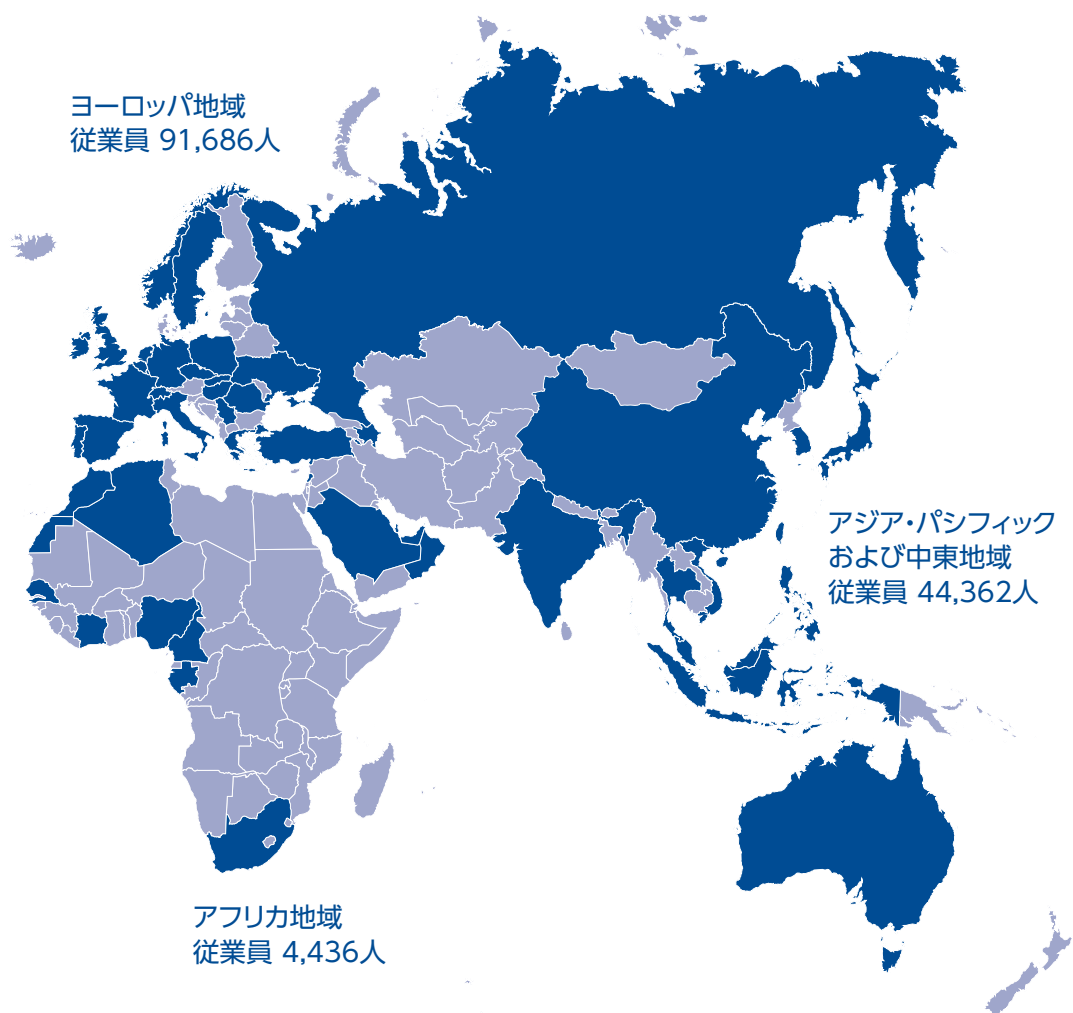 ヨーロッパ地域
従業員 91,686人
アジア・パシフィック
および中東地域
従業員 44,362人
アフリカ地域
従業員 4,436人